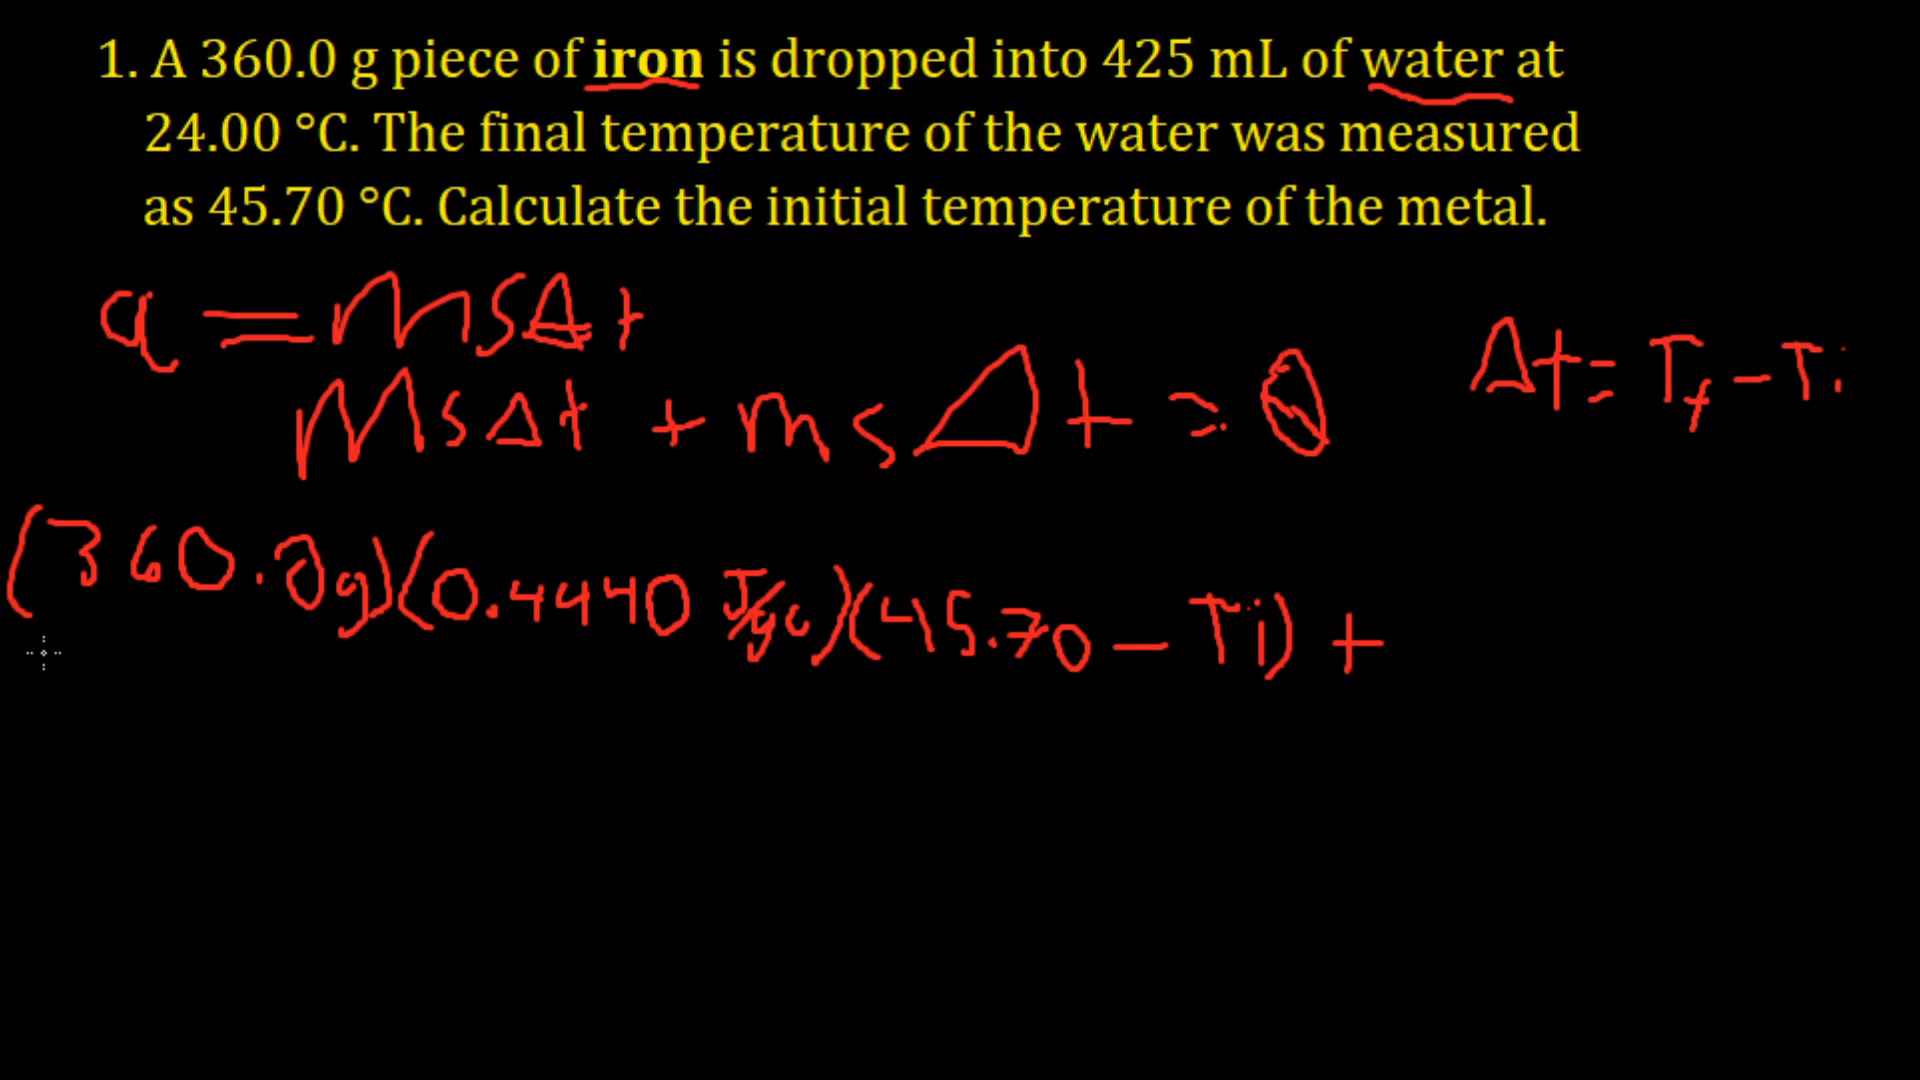 1. A 360.0 g piece of iron is dropped into 425 mL of water at
24.00 °C. The final temperature of the water was measured
as 45.70 °C. Calculate the initial temperature of the metal.
q = msΔt
msΔt + msΔt = 0
Δt = Tf - Ti
(360.0g)(0.4440 J/gc)(45.70 - Ti) +